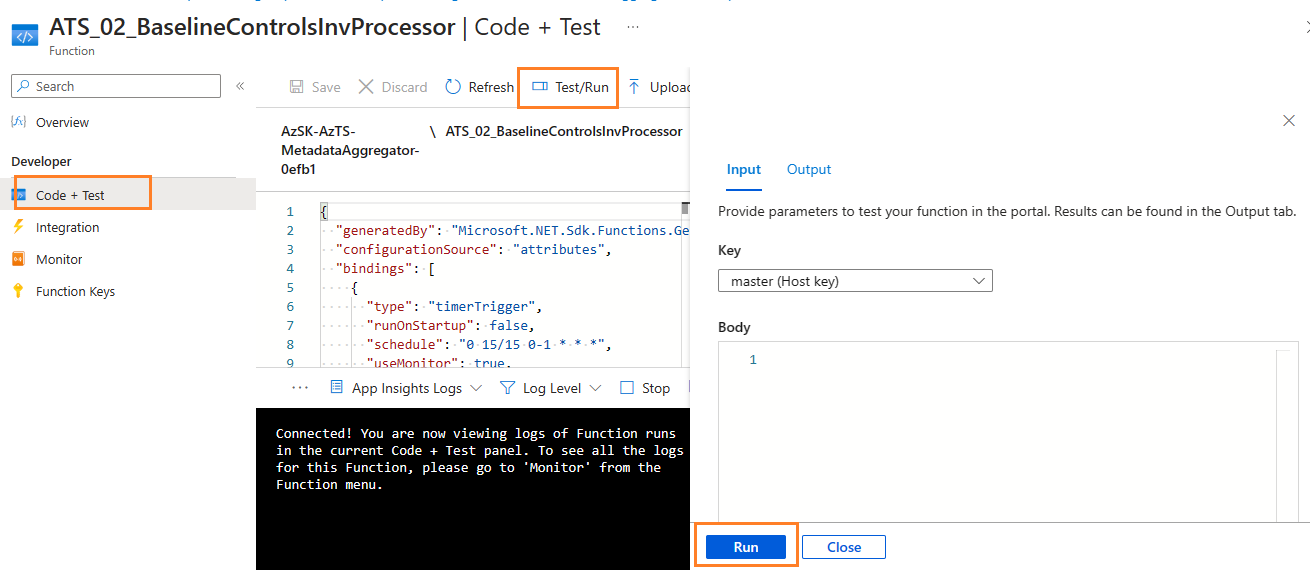 ATS_02_BaselineControlsInvProcessor | Code + Test ...
Function
Search
«
Overview
Developer
Code + Test
Integration
Monitor
Function Keys
Save
Discard
Refresh
Test/Run
Upload
AzSK-AzTS-
MetadataAggregator-
0efb1
\ ATS_02_BaselineControlsInvProcessor
1 {
2 "generatedBy": "Microsoft.NET.Sdk.Functions.Ge
3 "configurationSource": "attributes",
4 "bindings": [
5 {
6 "type": "timerTrigger",
7 "runOnStartup": false,
8 "schedule": "0 15/15 0-1 * * *",
9 "useMonitor": true,
... App Insights Logs Log Level Stop
Connected! You are now viewing logs of Function runs
in the current Code + Test panel. To see all the logs
for this Function, please go to 'Monitor' from the
Function menu.
Input Output
Provide parameters to test your function in the portal. Results can be found in the Output tab.
Key
master (Host key)
Body
1
Run Close